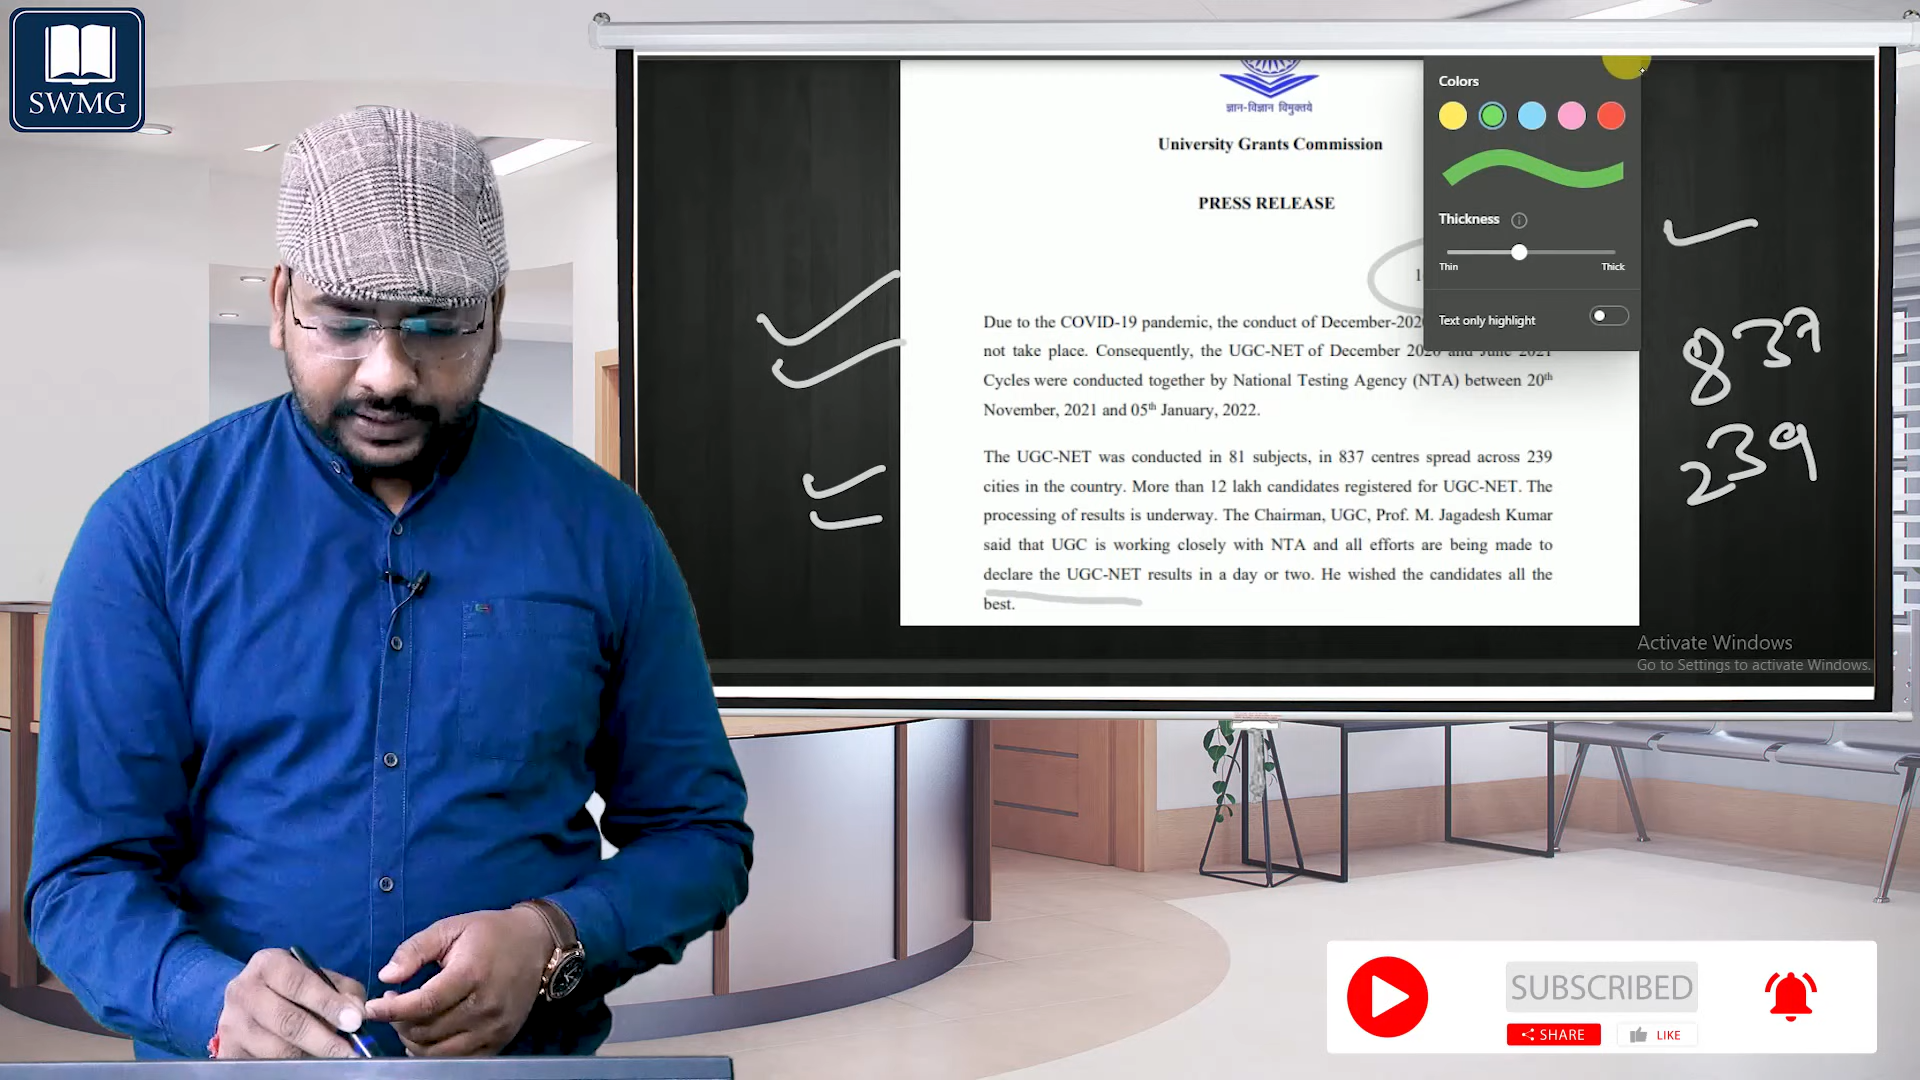 SWMG
ज्ञान-विज्ञान विमुक्तये
University Grants Commission
PRESS RELEASE
Due to the COVID-19 pandemic, the conduct of December-202
not take place. Consequently, the UGC-NET of December 2020 and June 2021
Cycles were conducted together by National Testing Agency (NTA) between 20th
November, 2021 and 05th January, 2022.
The UGC-NET was conducted in 81 subjects, in 837 centres spread across 239
cities in the country. More than 12 lakh candidates registered for UGC-NET. The
processing of results is underway. The Chairman, UGC, Prof. M. Jagadesh Kumar
said that UGC is working closely with NTA and all efforts are being made to
declare the UGC-NET results in a day or two. He wished the candidates all the
best.
Colors
Thickness
Thin Thick
Text only highlight
837
239
Activate Windows
Go to Settings to activate Windows.
SUBSCRIBED
SHARE LIKE